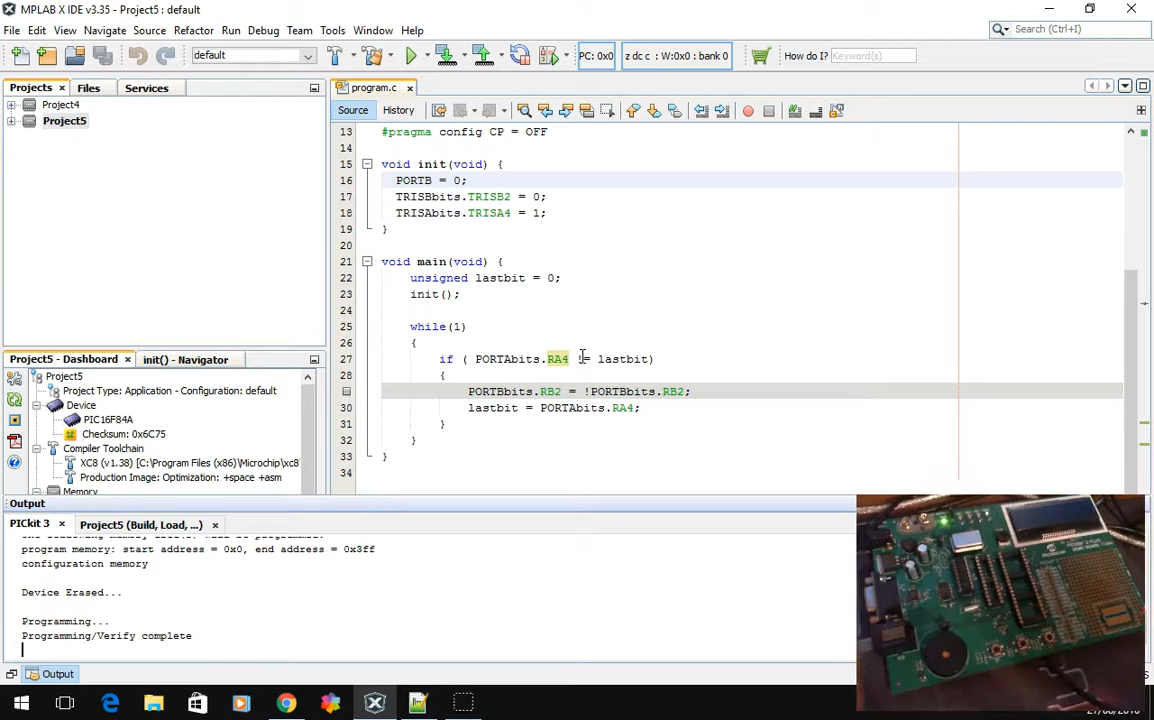 MPLAB X IDE v3.35 - Project5 : default
File Edit View Navigate Source Refactor Run Debug Team Tools Window Help
Search (Ctrl+I)
default
PC: 0x0
z dc c : W:0x0 : bank 0
How do I?
Keyword(s)
Projects
Files
Services
program.c
Source
History
Project4
Project5
13 #pragma config CP = OFF
14
15 void init(void) {
16 PORTB = 0;
17 TRISBbits.TRISB2 = 0;
18 TRISAbits.TRISA4 = 1;
19 }
20
21 void main(void) {
22 unsigned lastbit = 0;
23 init();
24
25 while(1)
26 {
27 if ( PORTAbits.RA4 != lastbit)
28 {
PORTBbits.RB2 = !PORTBbits.RB2;
30 lastbit = PORTAbits.RA4;
31 }
32 }
33 }
34
Project5 - Dashboard
init() - Navigator
Project5
Project Type: Application - Configuration: default
Device
PIC16F84A
Checksum: 0x6C75
Compiler Toolchain
XC8 (v1.38) [C:\Program Files (x86)\Microchip\xc8
Production Image: Optimization: +space +asm
Memory
Output
PICkit 3
Project5 (Build, Load, ...)
program memory: start address = 0x0, end address = 0x3ff
configuration memory
Device Erased...
Programming...
Programming/Verify complete
Output